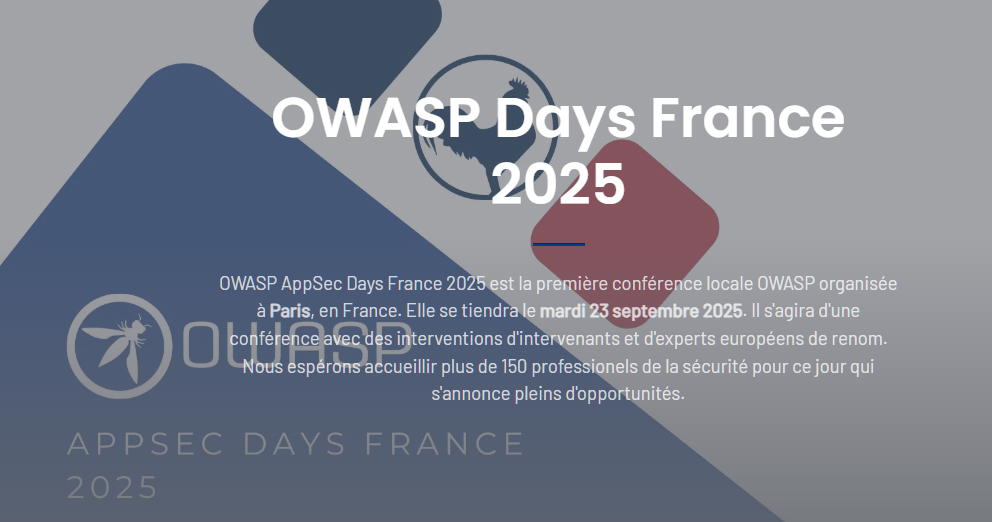 OWASP Days France
2025
OWASP AppSec Days France 2025 est la première conférence locale OWASP organisée
à Paris, en France. Elle se tiendra le mardi 23 septembre 2025. Il s'agira d'une
conférence avec des interventions d'intervenants et d'experts européens de renom.
Nous espérons accueillir plus de 150 professionels de la sécurité pour ce jour qui
s'annonce pleins d'opportunités.
OWASP
APPSEC DAYS FRANCE
2025